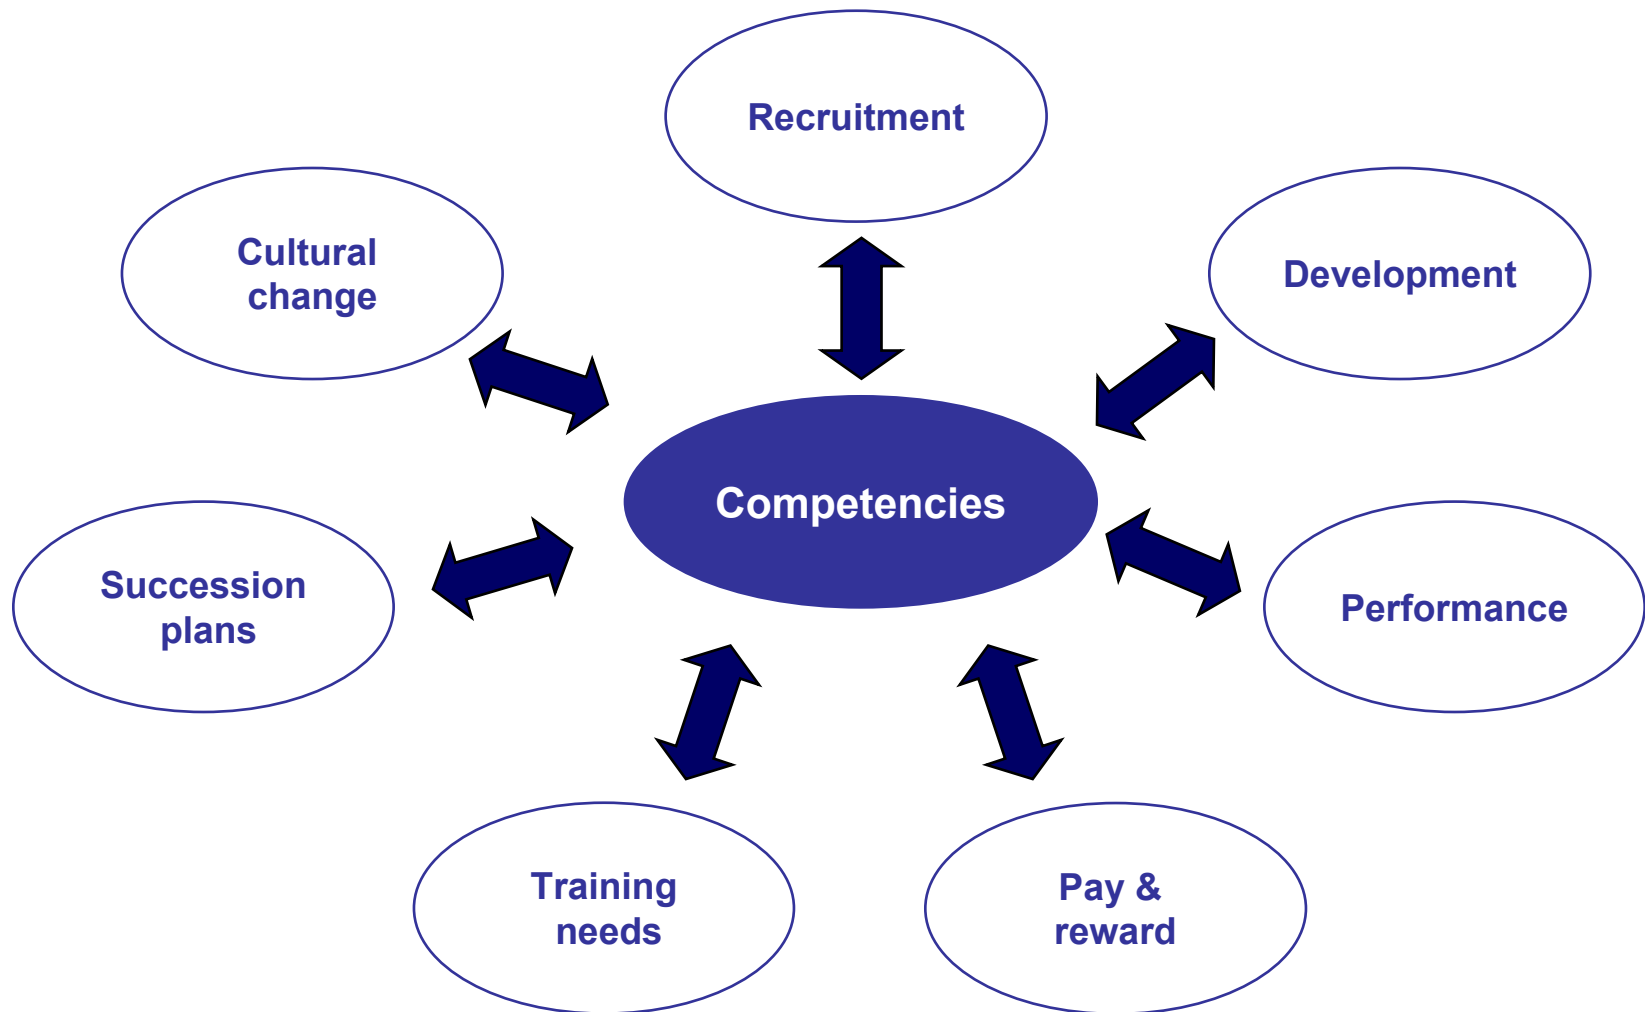 Recruitment
Cultural
change
Development
Competencies
Succession
plans
Performance
Training
needs
Pay &
reward